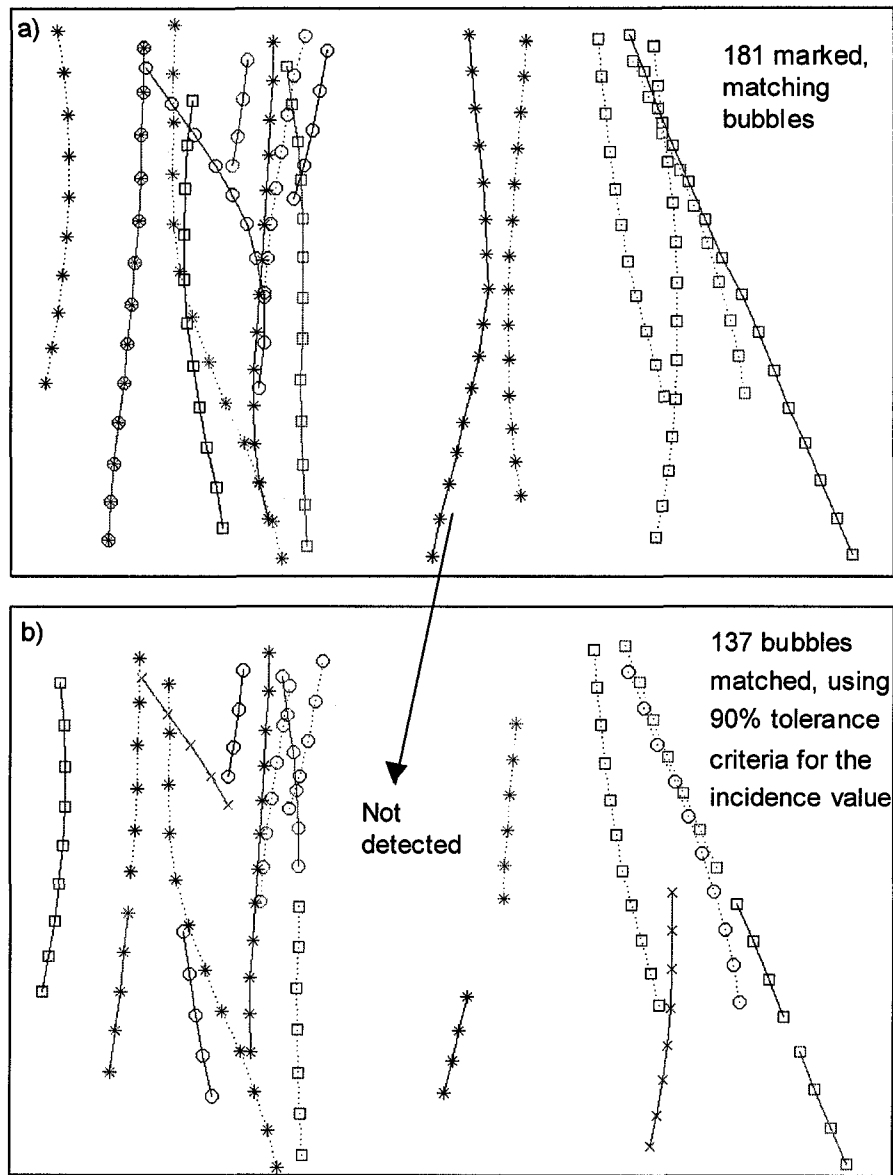 a)
181 marked,
matching
bubbles
b)
137 bubbles
matched, using
90% tolerance
criteria for the
incidence value
Not
detected